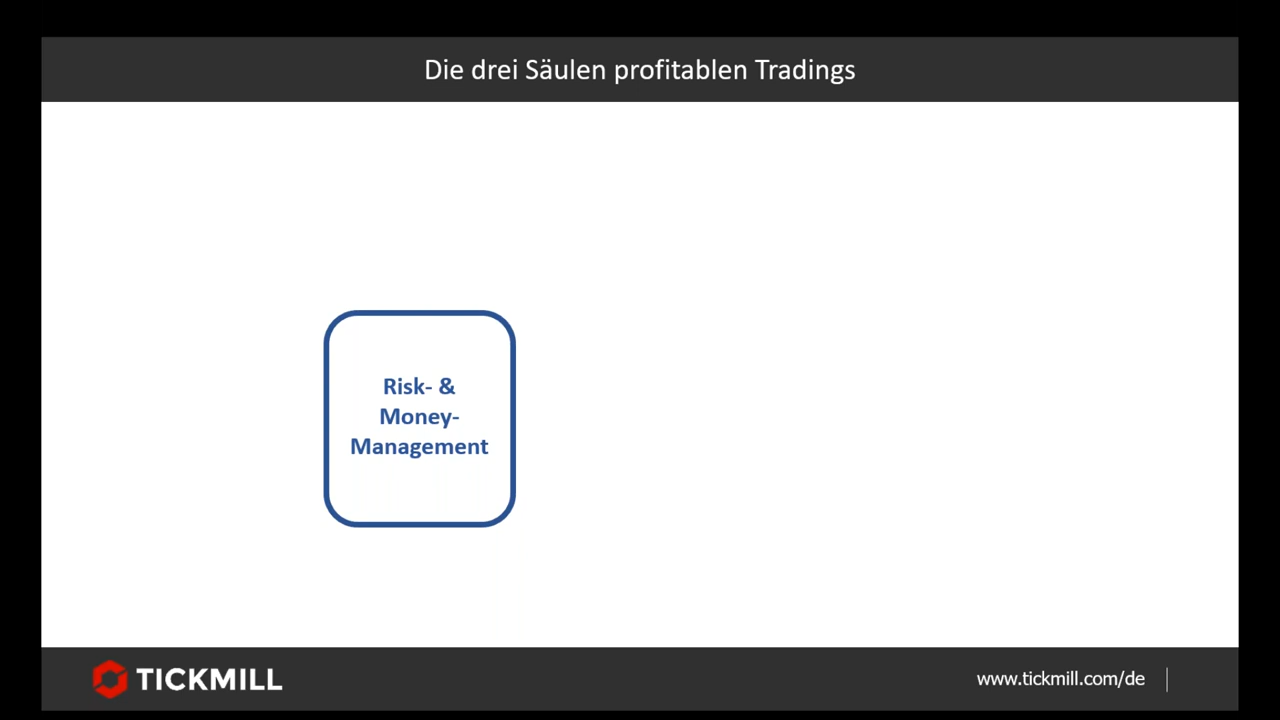 Die drei Säulen profitablen Tradings
Risk- &
Money-
Management
TICKMILL
www.tickmill.com/de